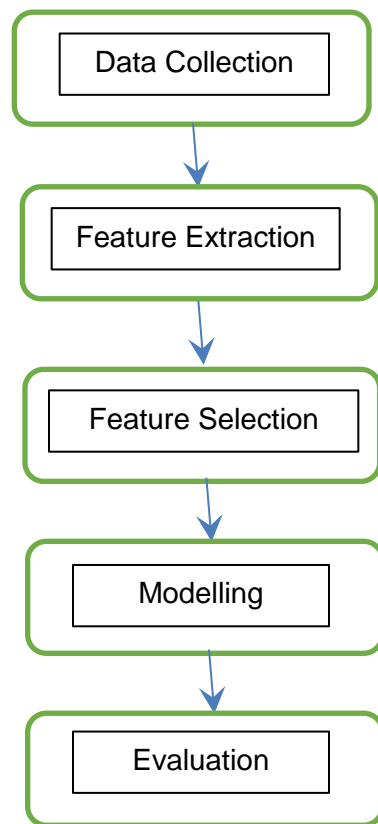 Data Collection
Feature Extraction
Feature Selection
Modelling
Evaluation